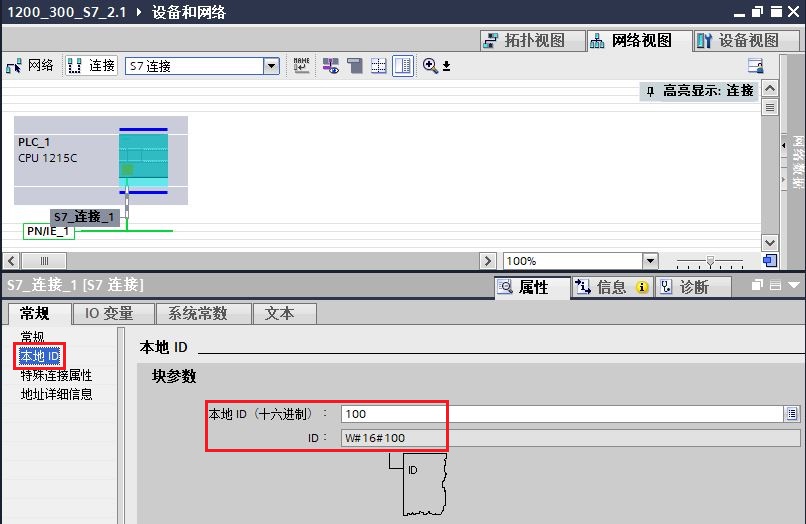 1200_300_S7_2.1 ▸ 设备和网络
拓扑视图 网络视图 设备视图
网络 连接 S7 连接
高亮显示: 连接
PLC_1
CPU 1215C
网络数据
S7_连接_1
PN/IE_1
100%
S7_连接_1 [S7 连接]
属性 信息 诊断
常规 IO 变量 系统常数 文本
常规
本地 ID
特殊连接属性
地址详细信息
本地 ID
块参数
本地 ID（十六进制）： 100
ID： W#16#100
ID